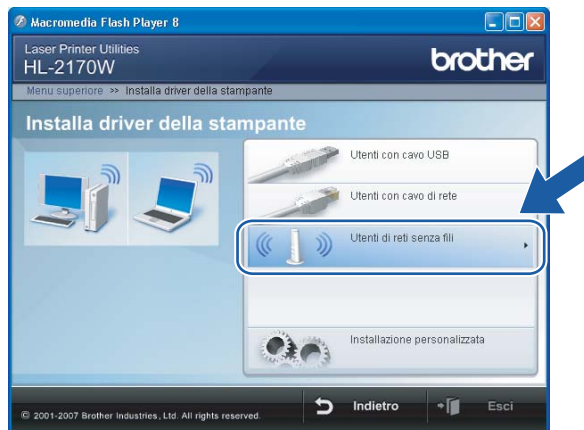 Macromedia Flash Player 8
Laser Printer Utilities
HL-2170W
brother
Menu superiore >> Installa driver della stampante
Installa driver della stampante
Utenti con cavo USB
Utenti con cavo di rete
Utenti di reti senza fili
Installazione personalizzata
© 2001-2007 Brother Industries, Ltd. All rights reserved.
Indietro
Esci